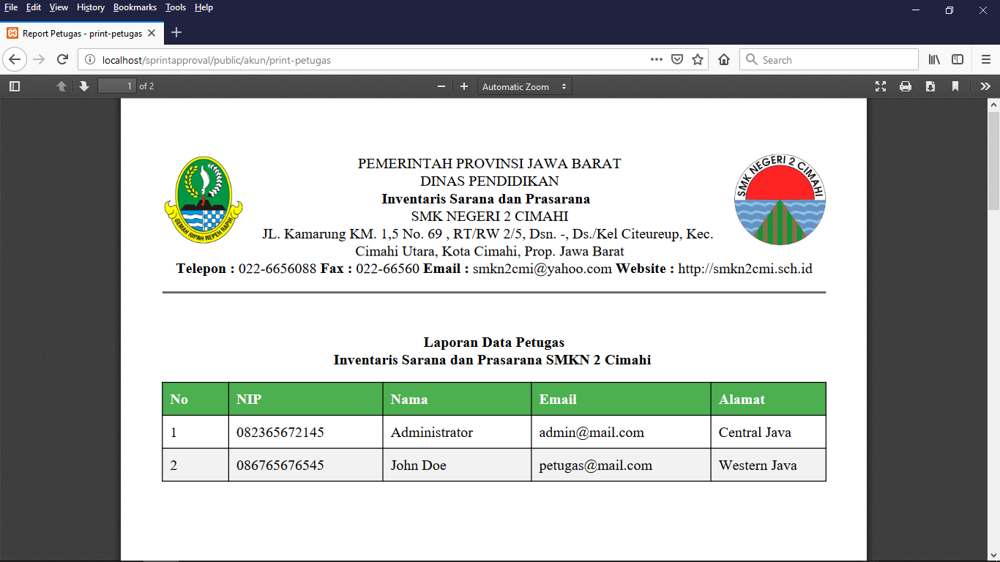 File Edit View History Bookmarks Tools Help
Report Petugas - print-petugas
localhost/sprintapproval/public/akun/print-petugas
Search
1 of 2
Automatic Zoom
PEMERINTAH PROVINSI JAWA BARAT
DINAS PENDIDIKAN
Inventaris Sarana dan Prasarana
SMK NEGERI 2 CIMAHI
JL. Kamarung KM. 1,5 No. 69 , RT/RW 2/5, Dsn. -, Ds./Kel Citeureup, Kec.
Cimahi Utara, Kota Cimahi, Prop. Jawa Barat
Telepon : 022-6656088 Fax : 022-66560 Email : smkn2cmi@yahoo.com Website : http://smkn2cmi.sch.id
GEMAH RIPAH REPEH RAPIH
SMK NEGERI 2 CIMAHI
Laporan Data Petugas
Inventaris Sarana dan Prasarana SMKN 2 Cimahi
No NIP Nama Email Alamat
1 082365672145 Administrator admin@mail.com Central Java
2 086765676545 John Doe petugas@mail.com Western Java